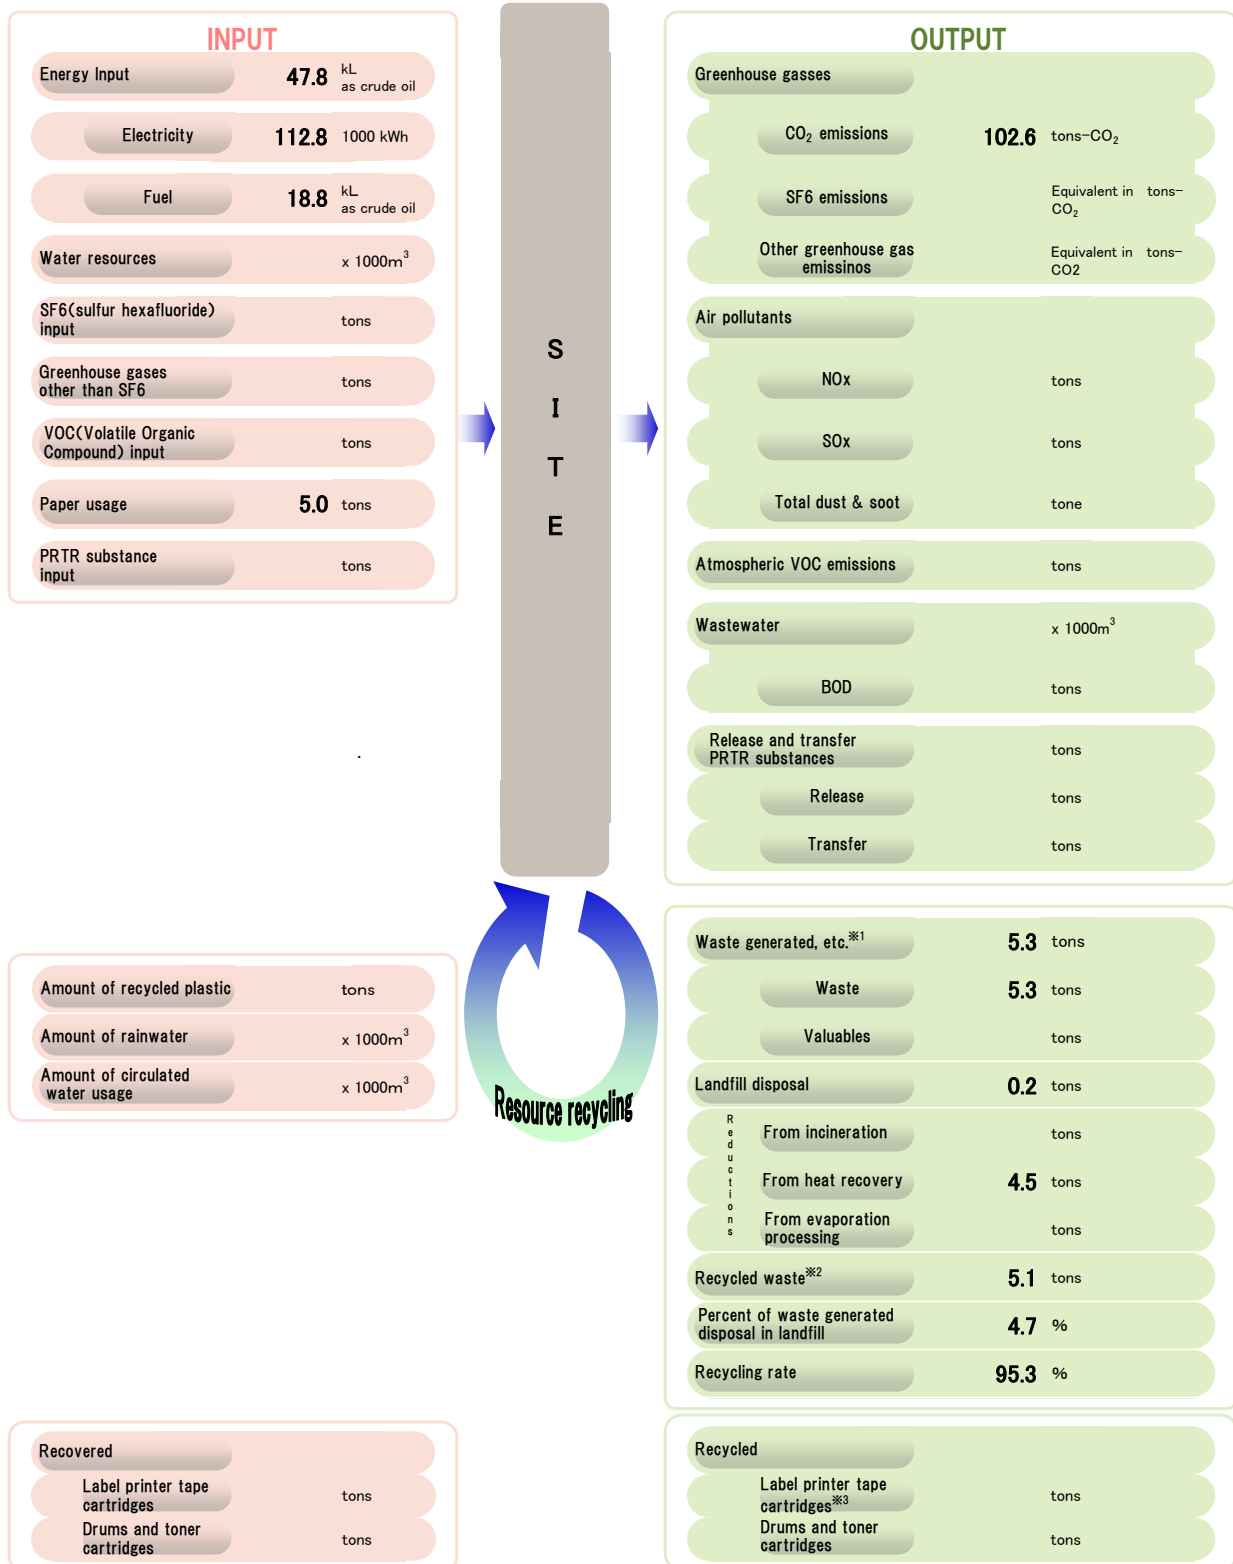 INPUT
Energy Input 47.8 kL
as crude oil
Electricity 112.8 1000 kWh
Fuel 18.8 kL
as crude oil
Water resources x 1000m³
SF6(sulfur hexafluoride)
input tons
Greenhouse gases
other than SF6 tons
VOC(Volatile Organic
Compound) input tons
Paper usage 5.0 tons
PRTR substance
input tons
S
I
T
E
OUTPUT
Greenhouse gasses
CO₂ emissions 102.6 tons-CO₂
SF6 emissions Equivalent in tons-
CO₂
Other greenhouse gas
emissinos Equivalent in tons-
CO2
Air pollutants
NOx tons
SOx tons
Total dust & soot tone
Atmospheric VOC emissions tons
Wastewater x 1000m³
BOD tons
Release and transfer
PRTR substances tons
Release tons
Transfer tons
Amount of recycled plastic tons
Amount of rainwater x 1000m³
Amount of circulated
water usage x 1000m³
Resource recycling
Waste generated, etc.※1 5.3 tons
Waste 5.3 tons
Valuables tons
Landfill disposal 0.2 tons
Reductions
From incineration tons
From heat recovery 4.5 tons
From evaporation
processing tons
Recycled waste※2 5.1 tons
Percent of waste generated
disposal in landfill 4.7 %
Recycling rate 95.3 %
Recovered
Label printer tape
cartridges tons
Drums and toner
cartridges tons
Recycled
Label printer tape
cartridges※3 tons
Drums and toner
cartridges tons